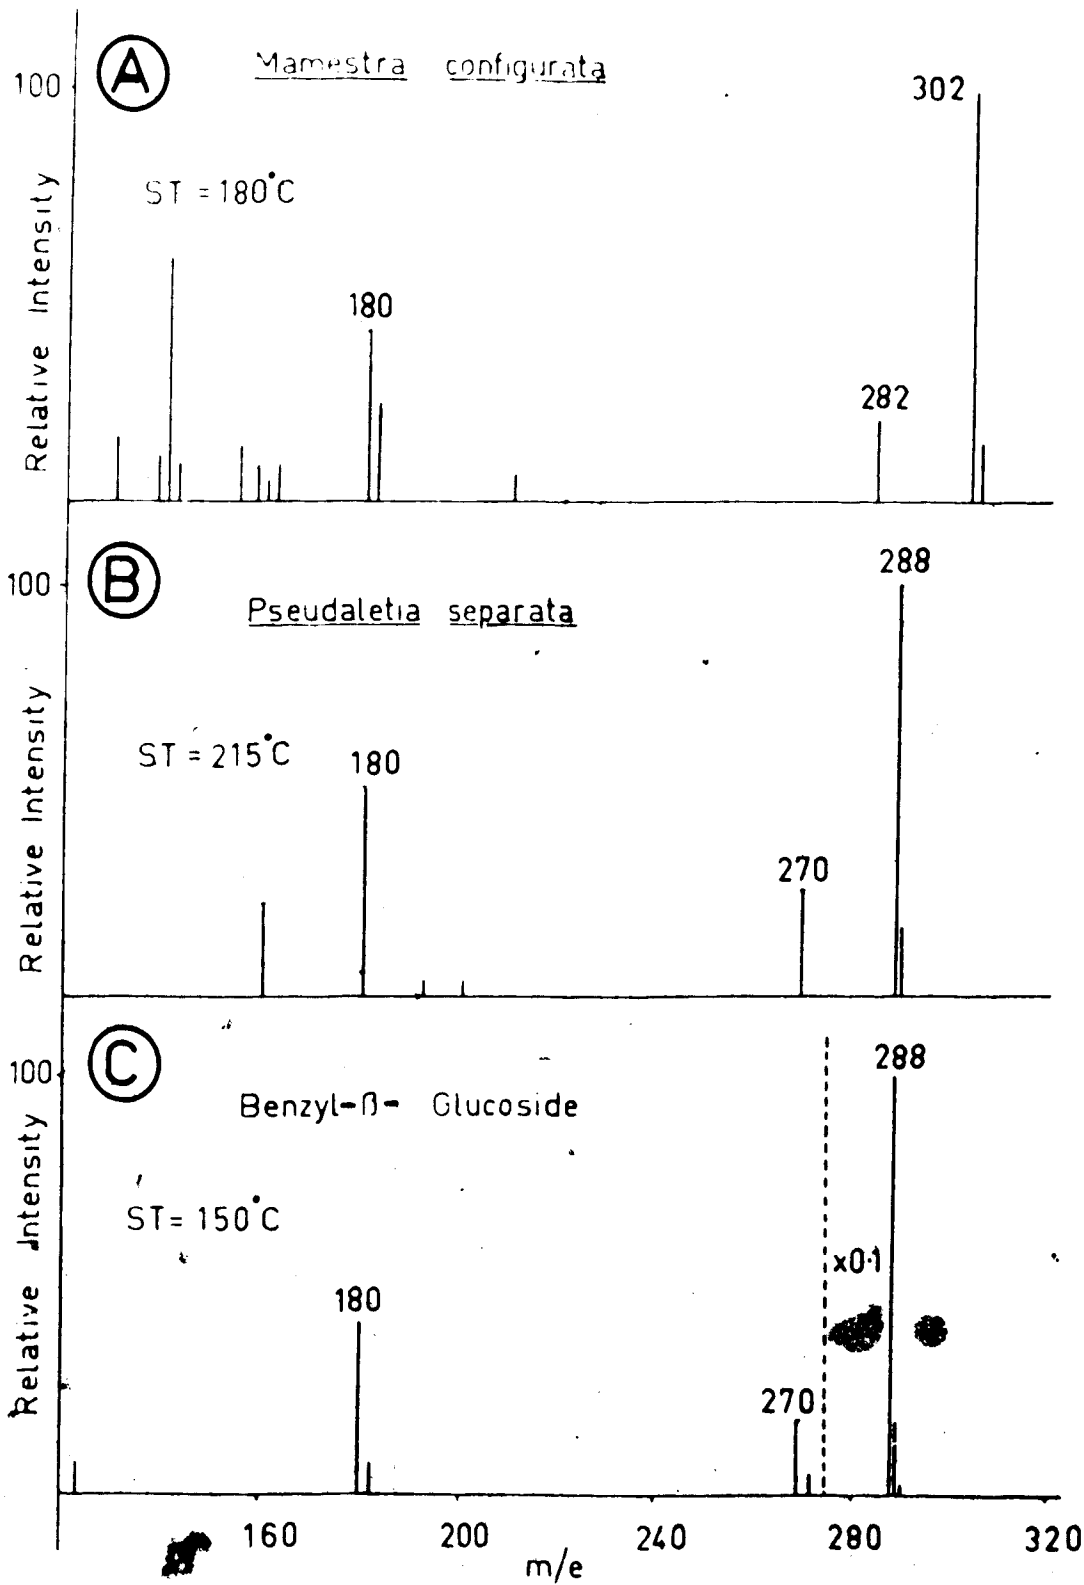 A
Mamestra configurata
100
302
ST = 180°C
180
282
Relative Intensity
B
100
288
Pseudaletia separata
ST = 215°C
180
270
Relative Intensity
C
100
288
Benzyl-β- Glucoside
ST = 150°C
x0·1
180
270
Relative Intensity
160 200 240 280 320
m/e